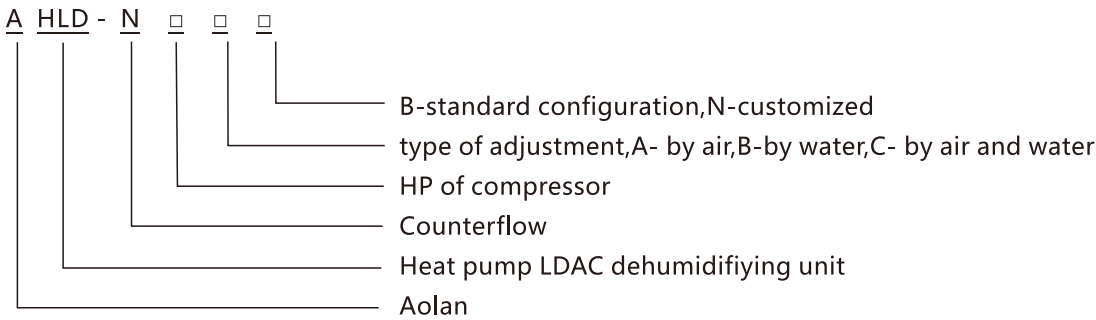 A HLD - N □ □ □
B-standard configuration,N-customized
type of adjustment,A- by air,B-by water,C- by air and water
HP of compressor
Counterflow
Heat pump LDAC dehumidifiying unit
Aolan